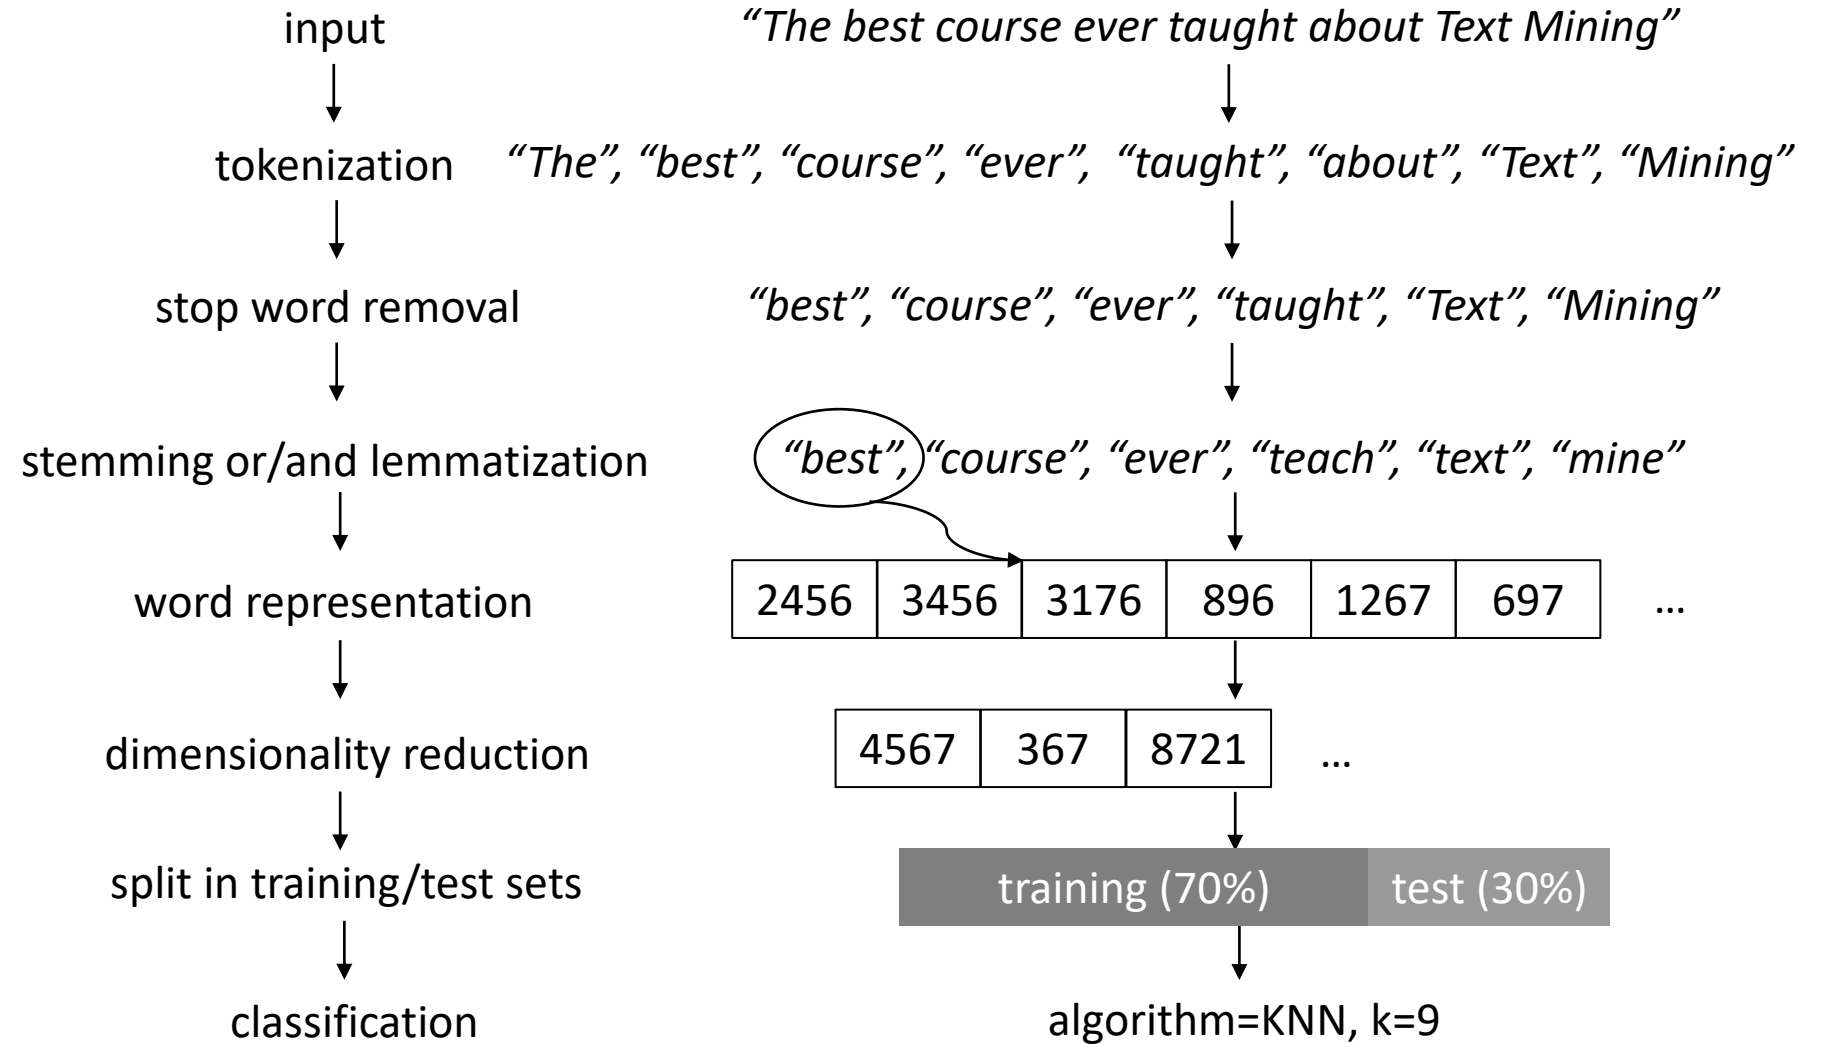 input “The best course ever taught about Text Mining”
tokenization “The”, “best”, “course”, “ever”, “taught”, “about”, “Text”, “Mining”
stop word removal “best”, “course”, “ever”, “taught”, “Text”, “Mining”
stemming or/and lemmatization “best”, “course”, “ever”, “teach”, “text”, “mine”
word representation 2456 3456 3176 896 1267 697 ...
dimensionality reduction 4567 367 8721 ...
split in training/test sets training (70%) test (30%)
classification algorithm=KNN, k=9